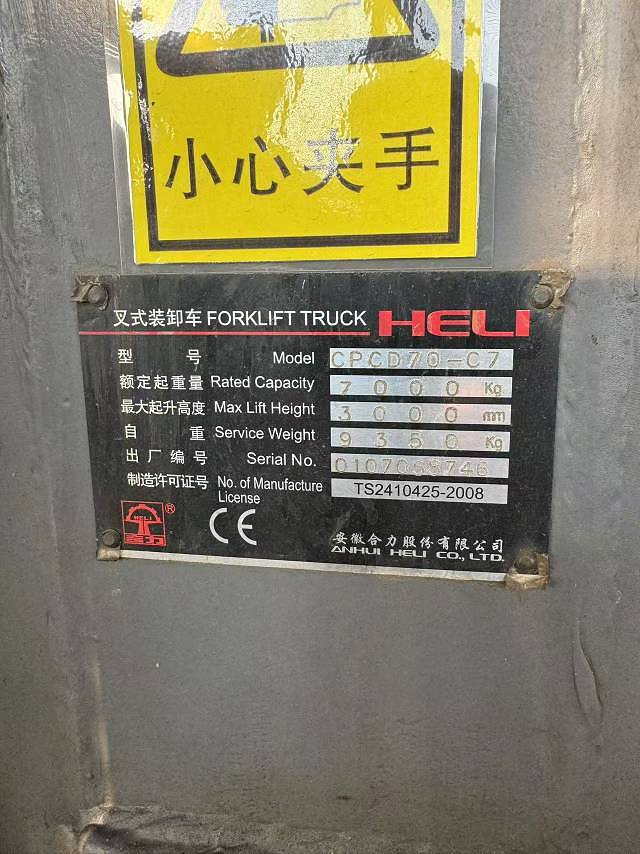 小心夹手
叉式装卸车 FORKLIFT TRUCK HELI
型 号 Model CPCD70-C7
额定起重量 Rated Capacity 7000 Kg
最大起升高度 Max Lift Height 3000 mm
自 重 Service Weight 9350 Kg
出厂编号 Serial No. 0107068746
制造许可证号 No. of Manufacture License TS2410425-2008
HELI
合力 ® CE
安徽合力股份有限公司
ANHUI HELI CO., LTD.